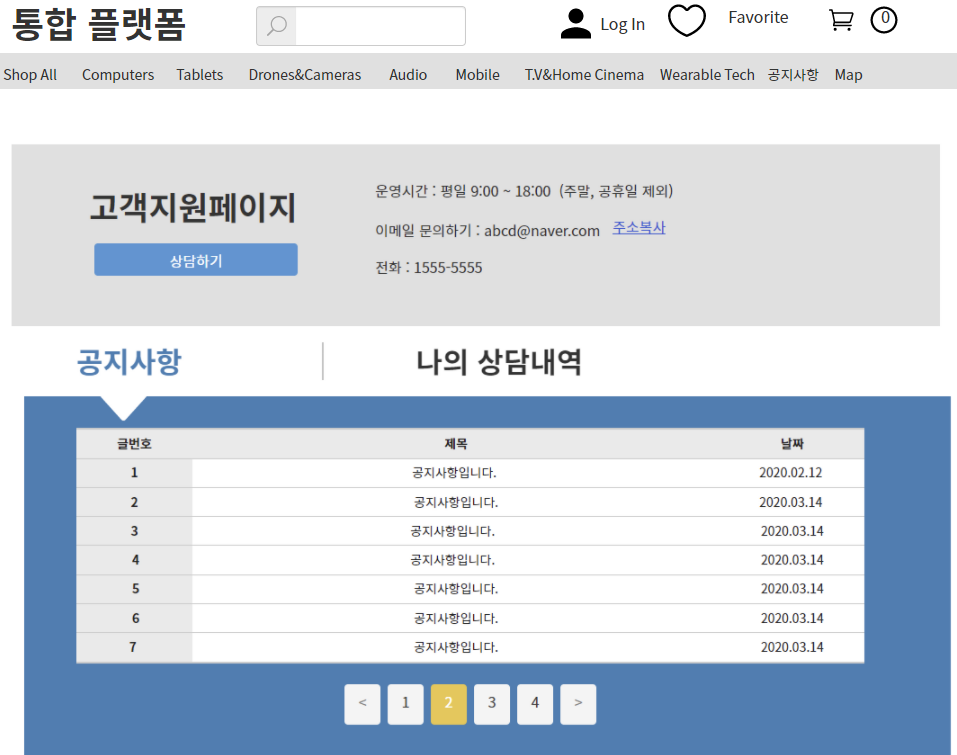 통합 플랫폼
Log In
Favorite
0
Shop All Computers Tablets Drones&Cameras Audio Mobile T.V&Home Cinema Wearable Tech 공지사항 Map
고객지원페이지
상담하기
운영시간 : 평일 9:00 ~ 18:00 (주말, 공휴일 제외)
이메일 문의하기 : abcd@naver.com 주소복사
전화 : 1555-5555
공지사항 나의 상담내역
글번호 제목 날짜
1 공지사항입니다. 2020.02.12
2 공지사항입니다. 2020.03.14
3 공지사항입니다. 2020.03.14
4 공지사항입니다. 2020.03.14
5 공지사항입니다. 2020.03.14
6 공지사항입니다. 2020.03.14
7 공지사항입니다. 2020.03.14
< 1 2 3 4 >